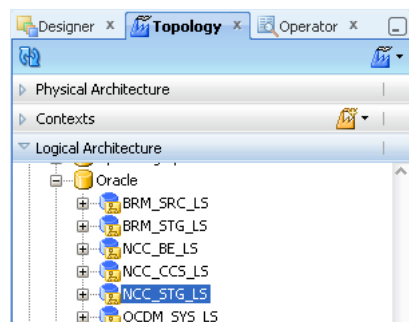 Designer x Topology x Operator x
Physical Architecture
Contexts
Logical Architecture
Oracle
BRM_SRC_LS
BRM_STG_LS
NCC_BE_LS
NCC_CCS_LS
NCC_STG_LS
OCDM_SYS_LS